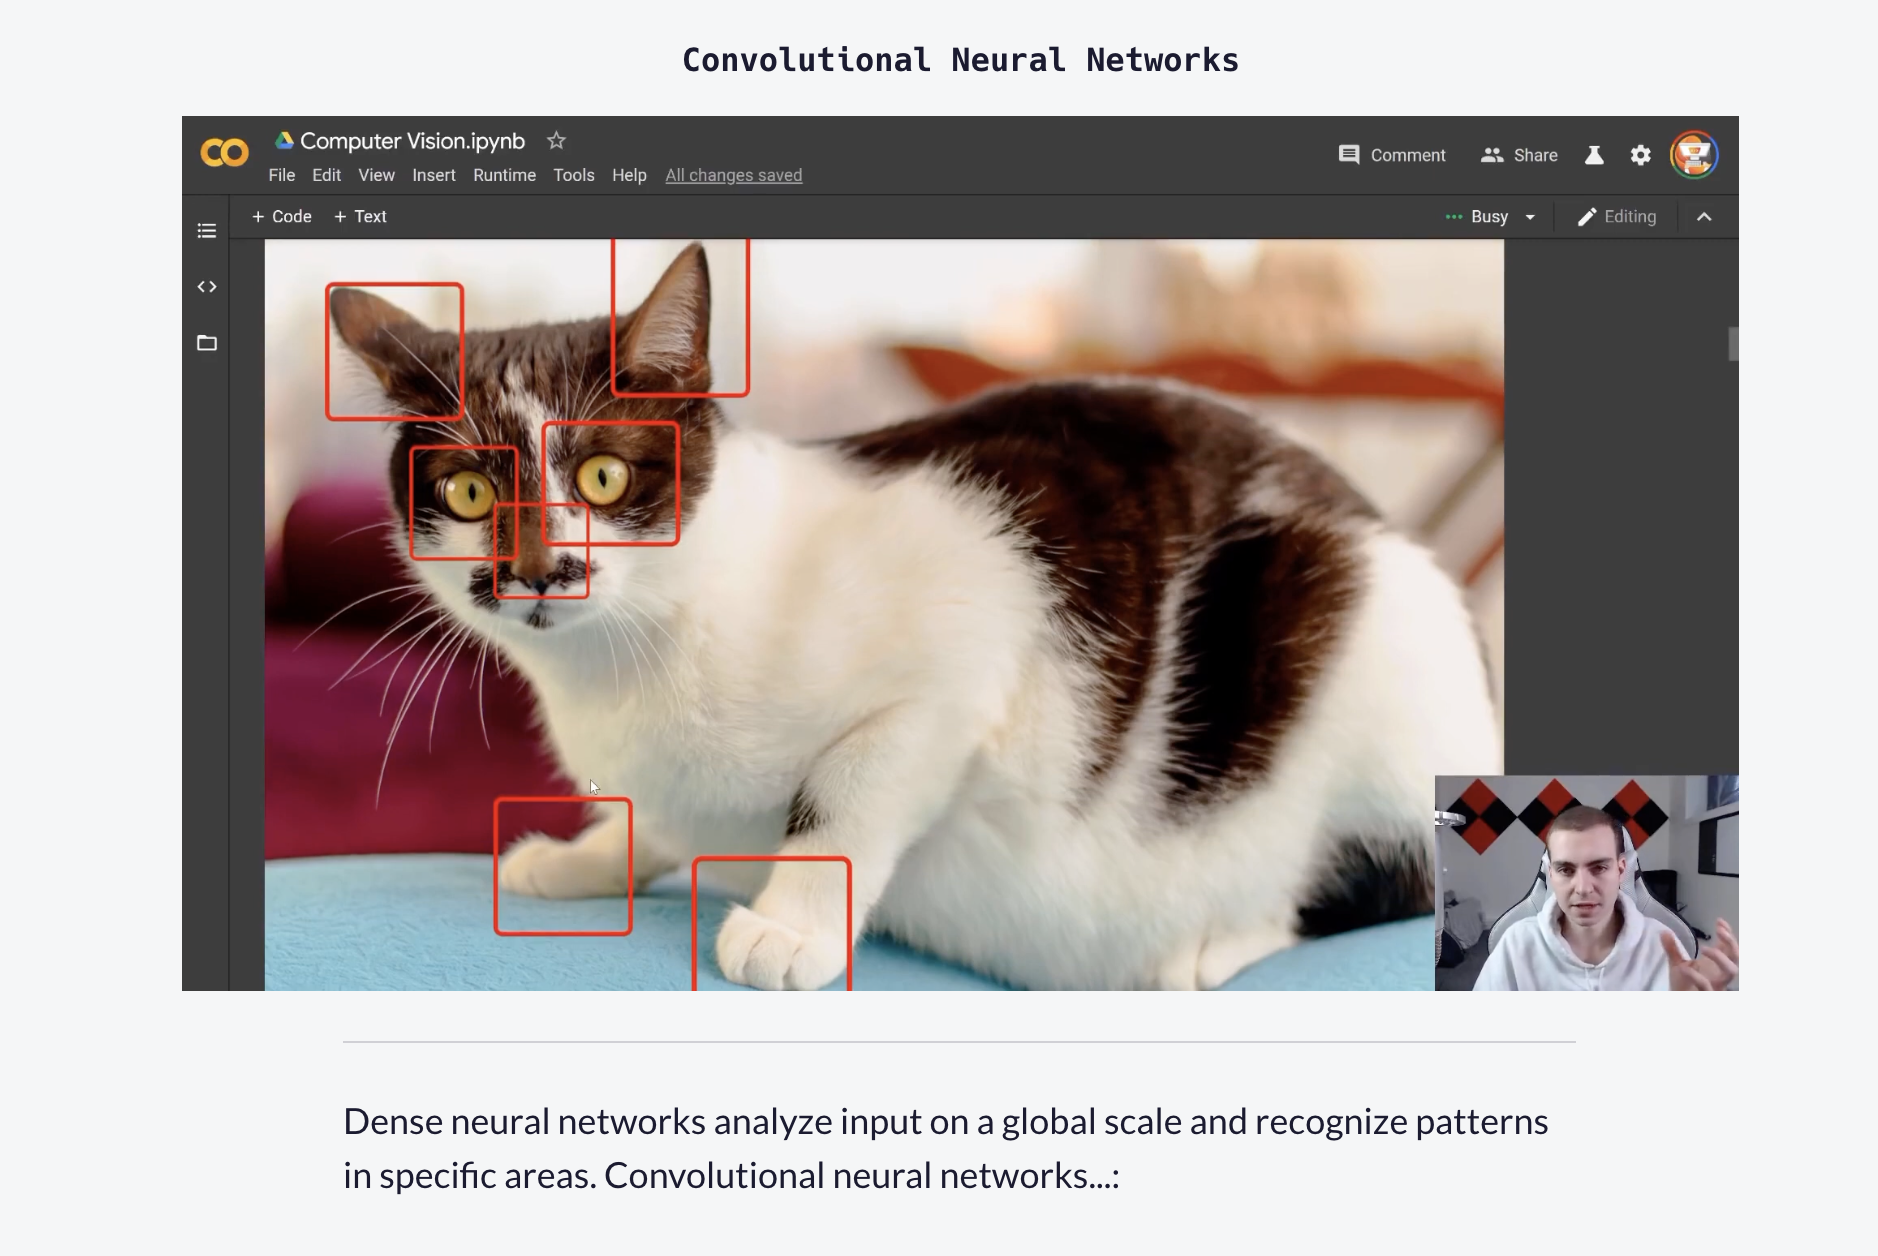 Convolutional Neural Networks
CO Computer Vision.ipynb
Comment Share
File Edit View Insert Runtime Tools Help All changes saved
+ Code + Text
Busy Editing
Dense neural networks analyze input on a global scale and recognize patterns
in specific areas. Convolutional neural networks...: